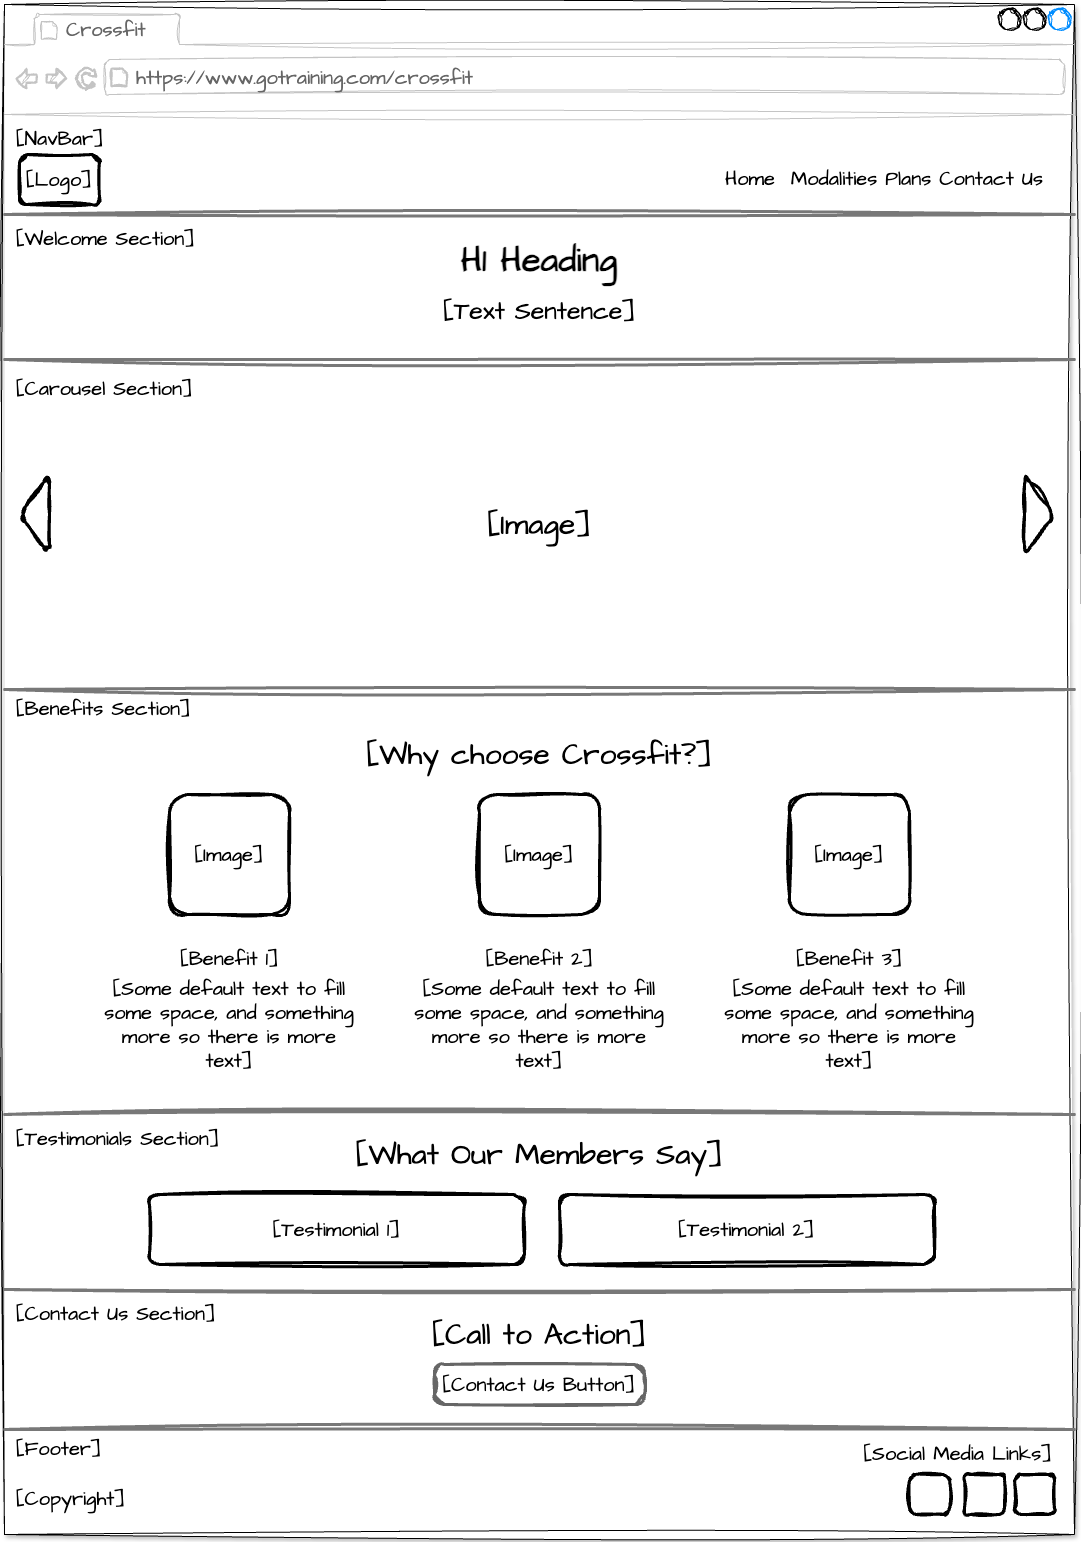 Crossfit
https://www.gotraining.com/crossfit
[NavBar]
[Logo]
Home Modalities Plans Contact Us
[Welcome Section]
H1 Heading
[Text Sentence]
[Carousel Section]
[Image]
[Benefits Section]
[Why choose Crossfit?]
[Image]
[Image]
[Image]
[Benefit 1]
[Some default text to fill
some space, and something
more so there is more
text]
[Benefit 2]
[Some default text to fill
some space, and something
more so there is more
text]
[Benefit 3]
[Some default text to fill
some space, and something
more so there is more
text]
[Testimonials Section]
[What Our Members Say]
[Testimonial 1]
[Testimonial 2]
[Contact Us Section]
[Call to Action]
[Contact Us Button]
[Footer]
[Social Media Links]
[Copyright]